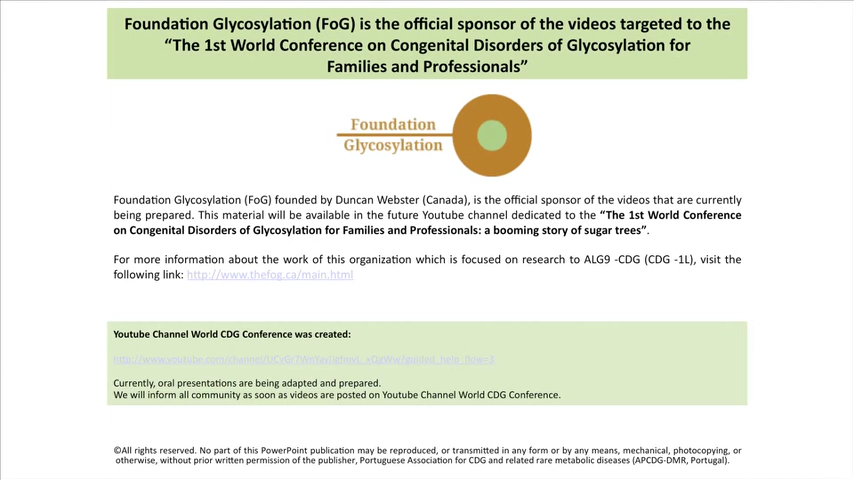 Foundation Glycosylation (FoG) is the official sponsor of the videos targeted to the
“The 1st World Conference on Congenital Disorders of Glycosylation for
Families and Professionals”
Foundation
Glycosylation
Foundation Glycosylation (FoG) founded by Duncan Webster (Canada), is the official sponsor of the videos that are currently
being prepared. This material will be available in the future Youtube channel dedicated to the “The 1st World Conference
on Congenital Disorders of Glycosylation for Families and Professionals: a booming story of sugar trees”.
For more information about the work of this organization which is focused on research to ALG9 -CDG (CDG -1L), visit the
following link: http://www.thefog.ca/main.html
Youtube Channel World CDG Conference was created:
Currently, oral presentations are being adapted and prepared.
We will inform all community as soon as videos are posted on Youtube Channel World CDG Conference.
©All rights reserved. No part of this PowerPoint publication may be reproduced, or transmitted in any form or by any means, mechanical, photocopying, or
otherwise, without prior written permission of the publisher, Portuguese Association for CDG and related rare metabolic diseases (APCDG-DMR, Portugal).